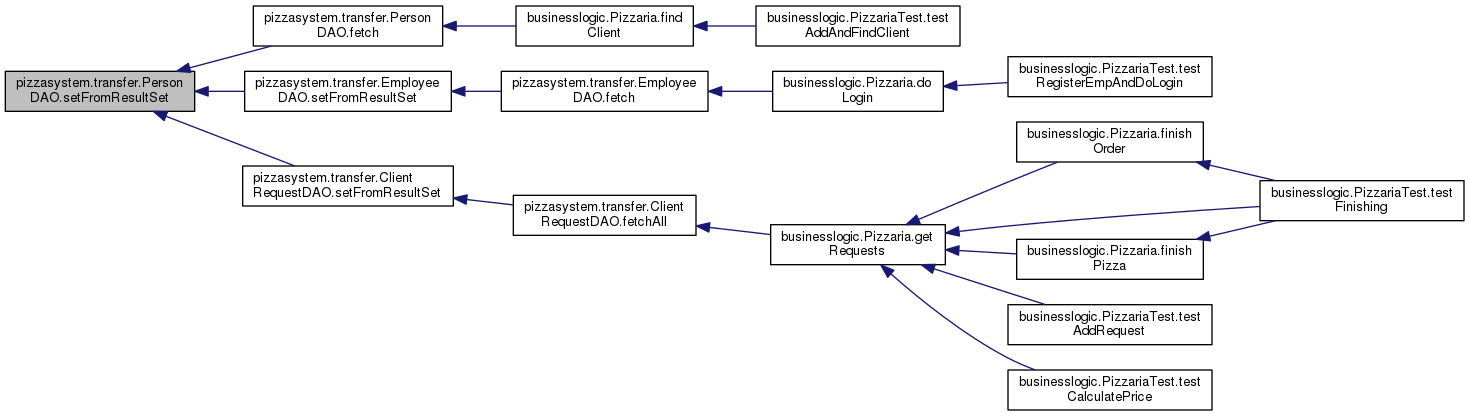 pizzasystem.transfer.Person
DAO.setFromResultSet
pizzasystem.transfer.Person
DAO.fetch
businesslogic.Pizzaria.find
Client
businesslogic.PizzariaTest.test
AddAndFindClient
pizzasystem.transfer.Employee
DAO.setFromResultSet
pizzasystem.transfer.Employee
DAO.fetch
businesslogic.Pizzaria.do
Login
businesslogic.PizzariaTest.test
RegisterEmpAndDoLogin
pizzasystem.transfer.Client
RequestDAO.setFromResultSet
pizzasystem.transfer.Client
RequestDAO.fetchAll
businesslogic.Pizzaria.get
Requests
businesslogic.Pizzaria.finish
Order
businesslogic.PizzariaTest.test
Finishing
businesslogic.Pizzaria.finish
Pizza
businesslogic.PizzariaTest.test
AddRequest
businesslogic.PizzariaTest.test
CalculatePrice